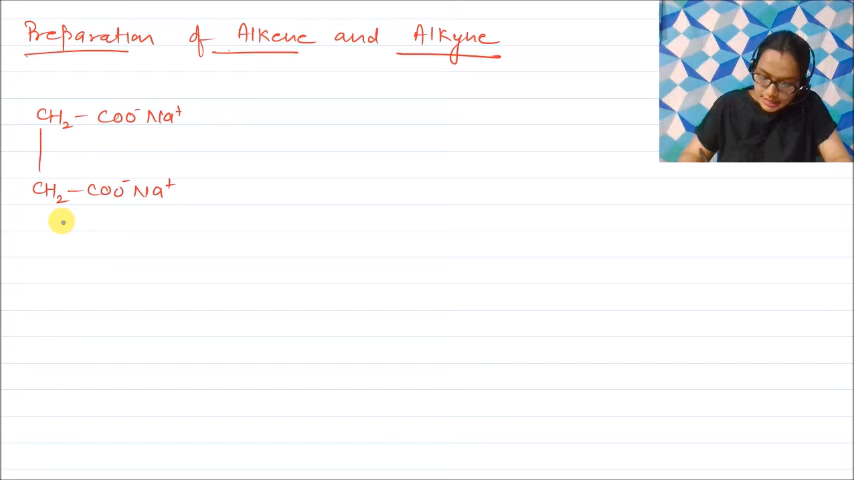 Preparation of Alkene and Alkyne
CH₂ – COO⁻Na⁺
|
CH₂ – COO⁻Na⁺